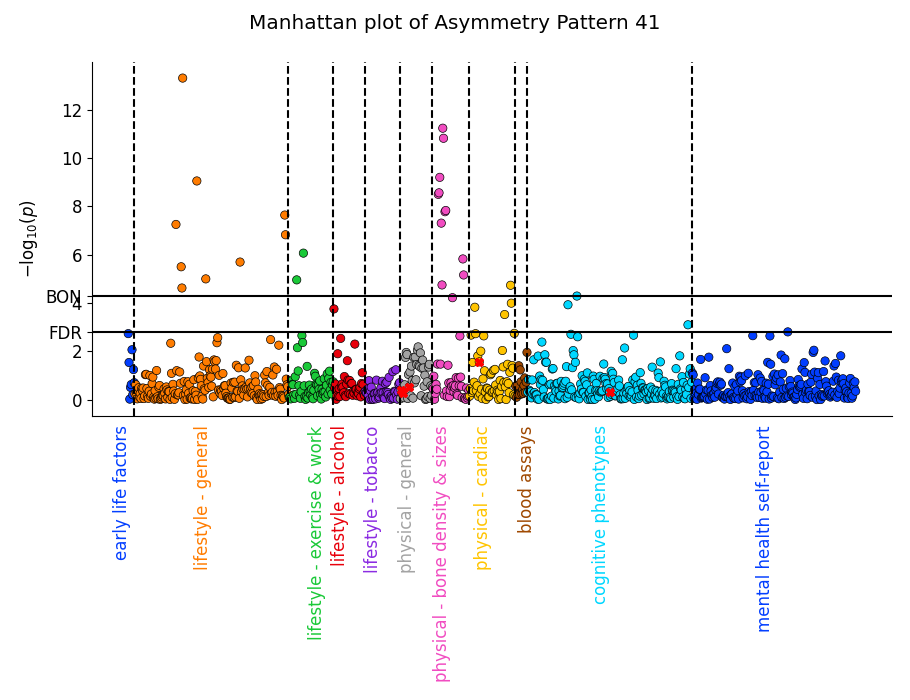 Manhattan plot of Asymmetry Pattern 41
−log10(p)
12
10
8
6
BON
4
FDR
2
0
early life factors
lifestyle - general
lifestyle - exercise & work
lifestyle - alcohol
lifestyle - tobacco
physical - general
physical - bone density & sizes
physical - cardiac
blood assays
cognitive phenotypes
mental health self-report